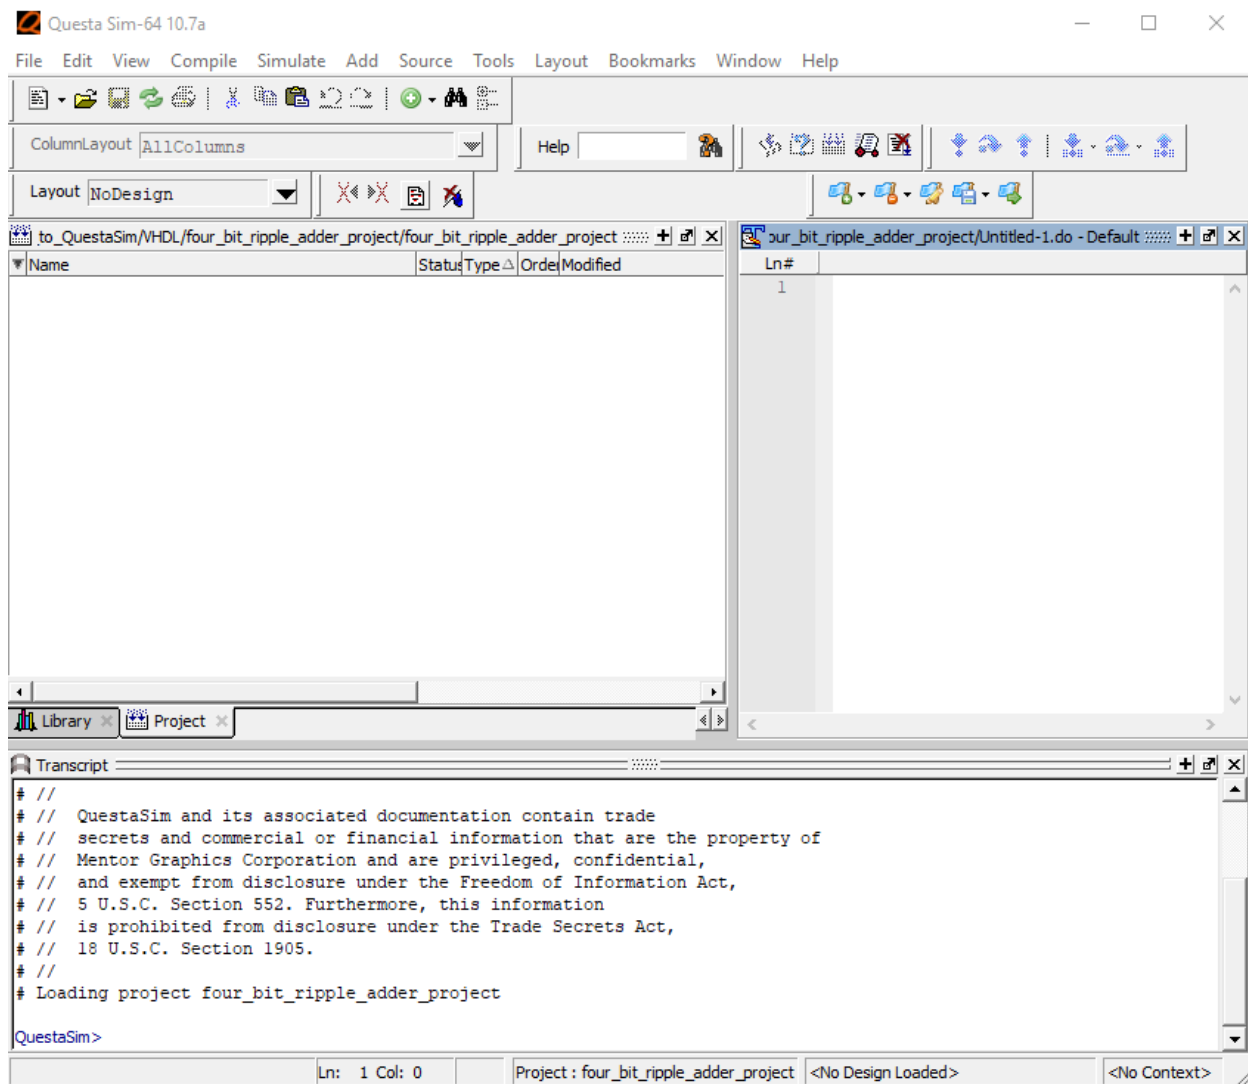 Questa Sim-64 10.7a
File Edit View Compile Simulate Add Source Tools Layout Bookmarks Window Help
ColumnLayout AllColumns
Help
Layout NoDesign
to_QuestaSim/VHDL/four_bit_ripple_adder_project/four_bit_ripple_adder_project
our_bit_ripple_adder_project/Untitled-1.do - Default
Name Status Type Order Modified
Ln#
1
Library Project
Transcript
# //
# // QuestaSim and its associated documentation contain trade
# // secrets and commercial or financial information that are the property of
# // Mentor Graphics Corporation and are privileged, confidential,
# // and exempt from disclosure under the Freedom of Information Act,
# // 5 U.S.C. Section 552. Furthermore, this information
# // is prohibited from disclosure under the Trade Secrets Act,
# // 18 U.S.C. Section 1905.
# //
# Loading project four_bit_ripple_adder_project
QuestaSim>
Ln: 1 Col: 0 Project : four_bit_ripple_adder_project <No Design Loaded> <No Context>